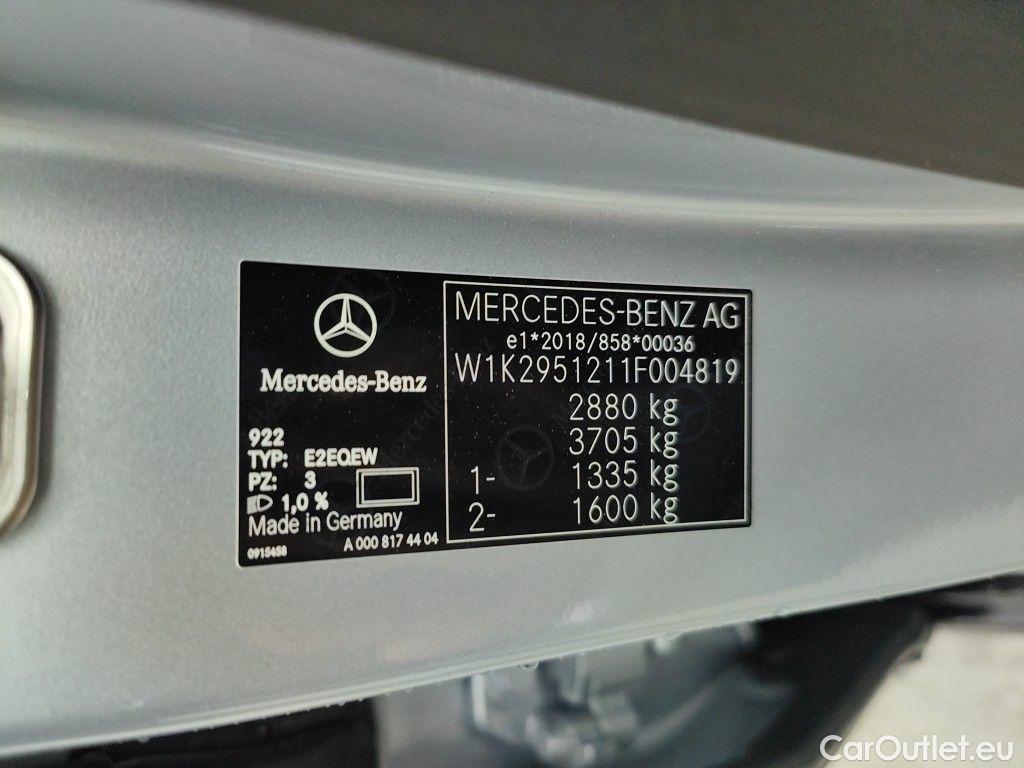 Mercedes-Benz
922
TYP: E2EQEW
PZ: 3
1,0 %
Made in Germany
0915458 A 000 817 44 04
MERCEDES-BENZ AG
e1*2018/858*00036
W1K2951211F004819
2880 kg
3705 kg
1- 1335 kg
2- 1600 kg
CarOutlet.eu